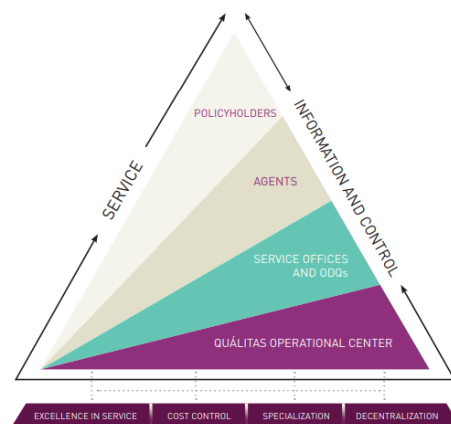 POLICYHOLDERS
SERVICE
INFORMATION AND CONTROL
AGENTS
SERVICE OFFICES
AND ODQs
QUÁLITAS OPERATIONAL CENTER
EXCELLENCE IN SERVICE
COST CONTROL
SPECIALIZATION
DECENTRALIZATION